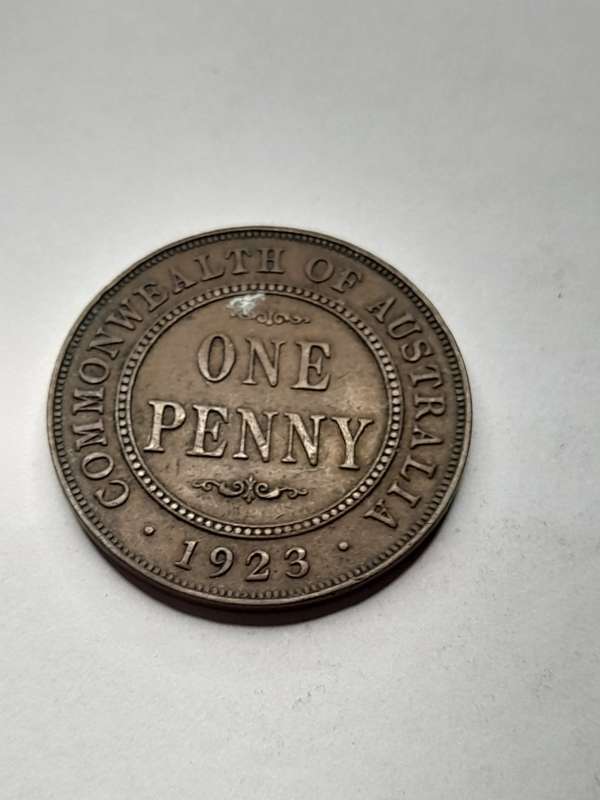 COMMONWEALTH OF AUSTRALIA
ONE
PENNY
· 1923 ·